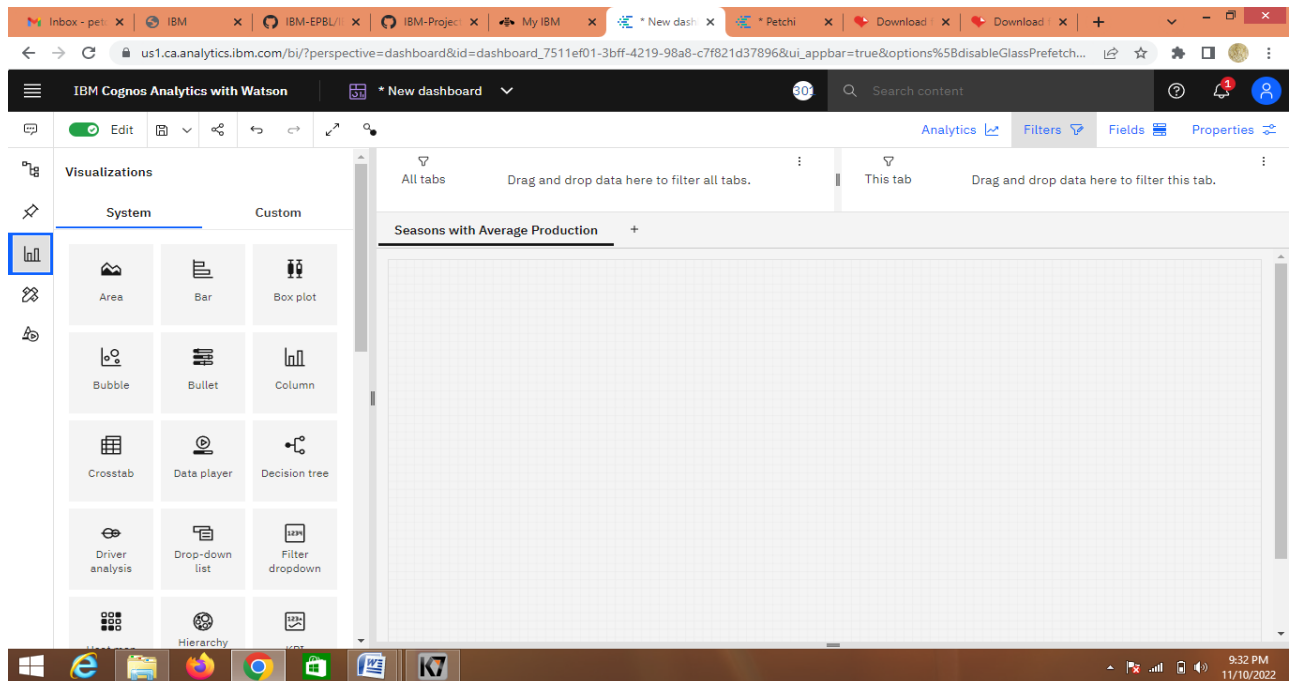 Inbox - pet
IBM
IBM-EPBL/I
IBM-Project
My IBM
* New dash
* Petchi
Download
Download
us1.ca.analytics.ibm.com/bi/?perspective=dashboard&id=dashboard_7511ef01-3bff-4219-98a8-c7f821d37896&ui_appbar=true&options%5BdisableGlassPrefetch...
IBM Cognos Analytics with Watson
* New dashboard
Search content
1
Edit
Analytics
Filters
Fields
Properties
Visualizations
All tabs
Drag and drop data here to filter all tabs.
This tab
Drag and drop data here to filter this tab.
System
Custom
Seasons with Average Production
+
Area
Bar
Box plot
Bubble
Bullet
Column
Crosstab
Data player
Decision tree
1234
Driver analysis
Drop-down list
Filter dropdown
Hierarchy
K7
9:32 PM
11/10/2022